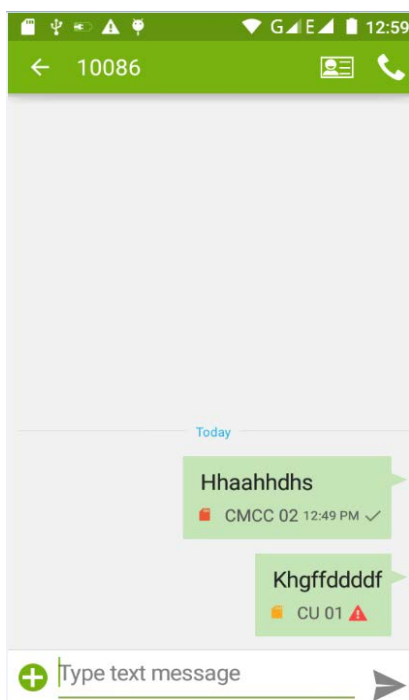 G E 12:59
10086
Today
Hhaahhdhs
CMCC 02 12:49 PM
Khgffddddf
CU 01
Type text message